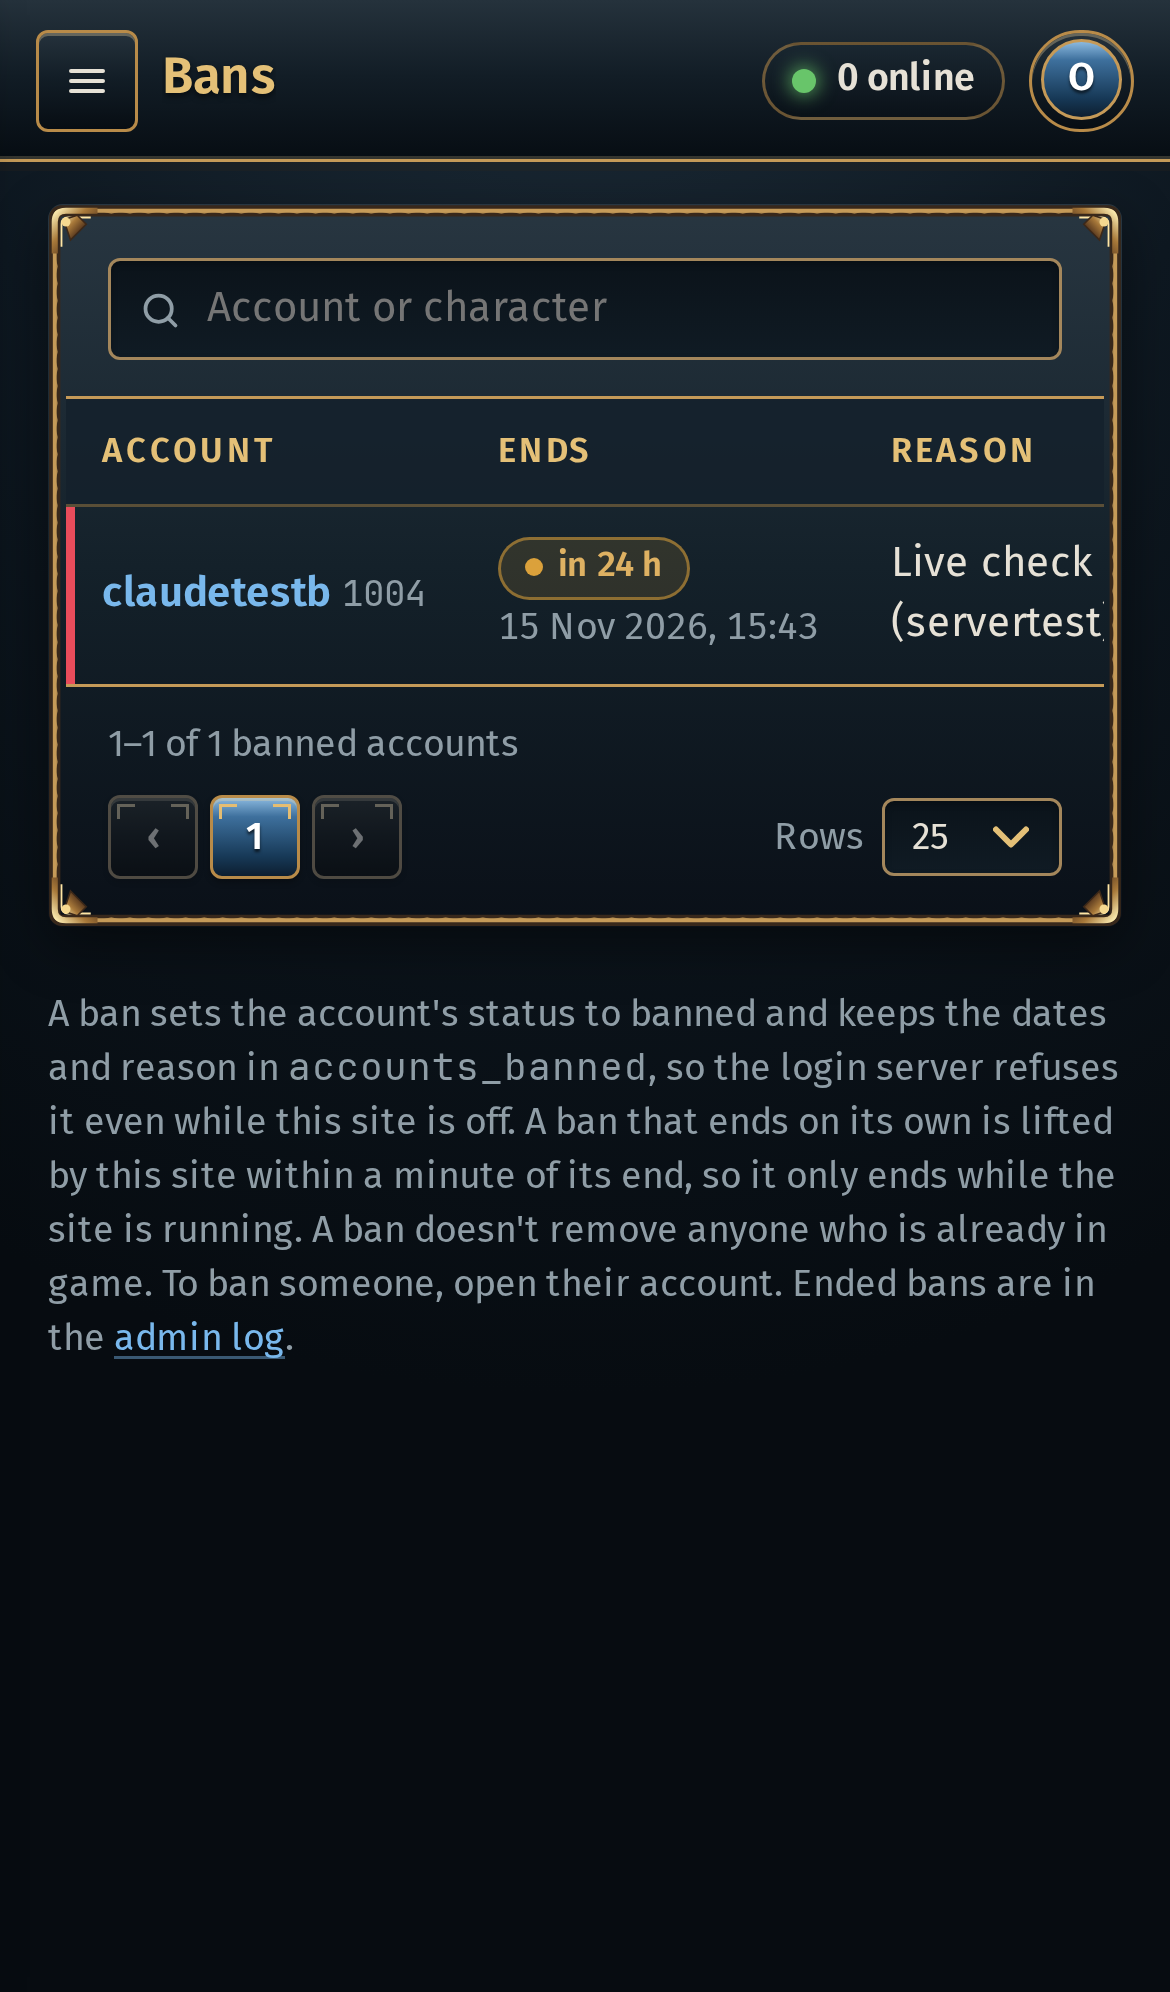 Bans
0 online
O
Account or character
ACCOUNT ENDS REASON
claudetestb 1004
in 24 h
15 Nov 2026, 15:43
Live check
(servertest)
1–1 of 1 banned accounts
‹ 1 ›
Rows 25
A ban sets the account's status to banned and keeps the dates
and reason in accounts_banned, so the login server refuses
it even while this site is off. A ban that ends on its own is lifted
by this site within a minute of its end, so it only ends while the
site is running. A ban doesn't remove anyone who is already in
game. To ban someone, open their account. Ended bans are in
the admin log.